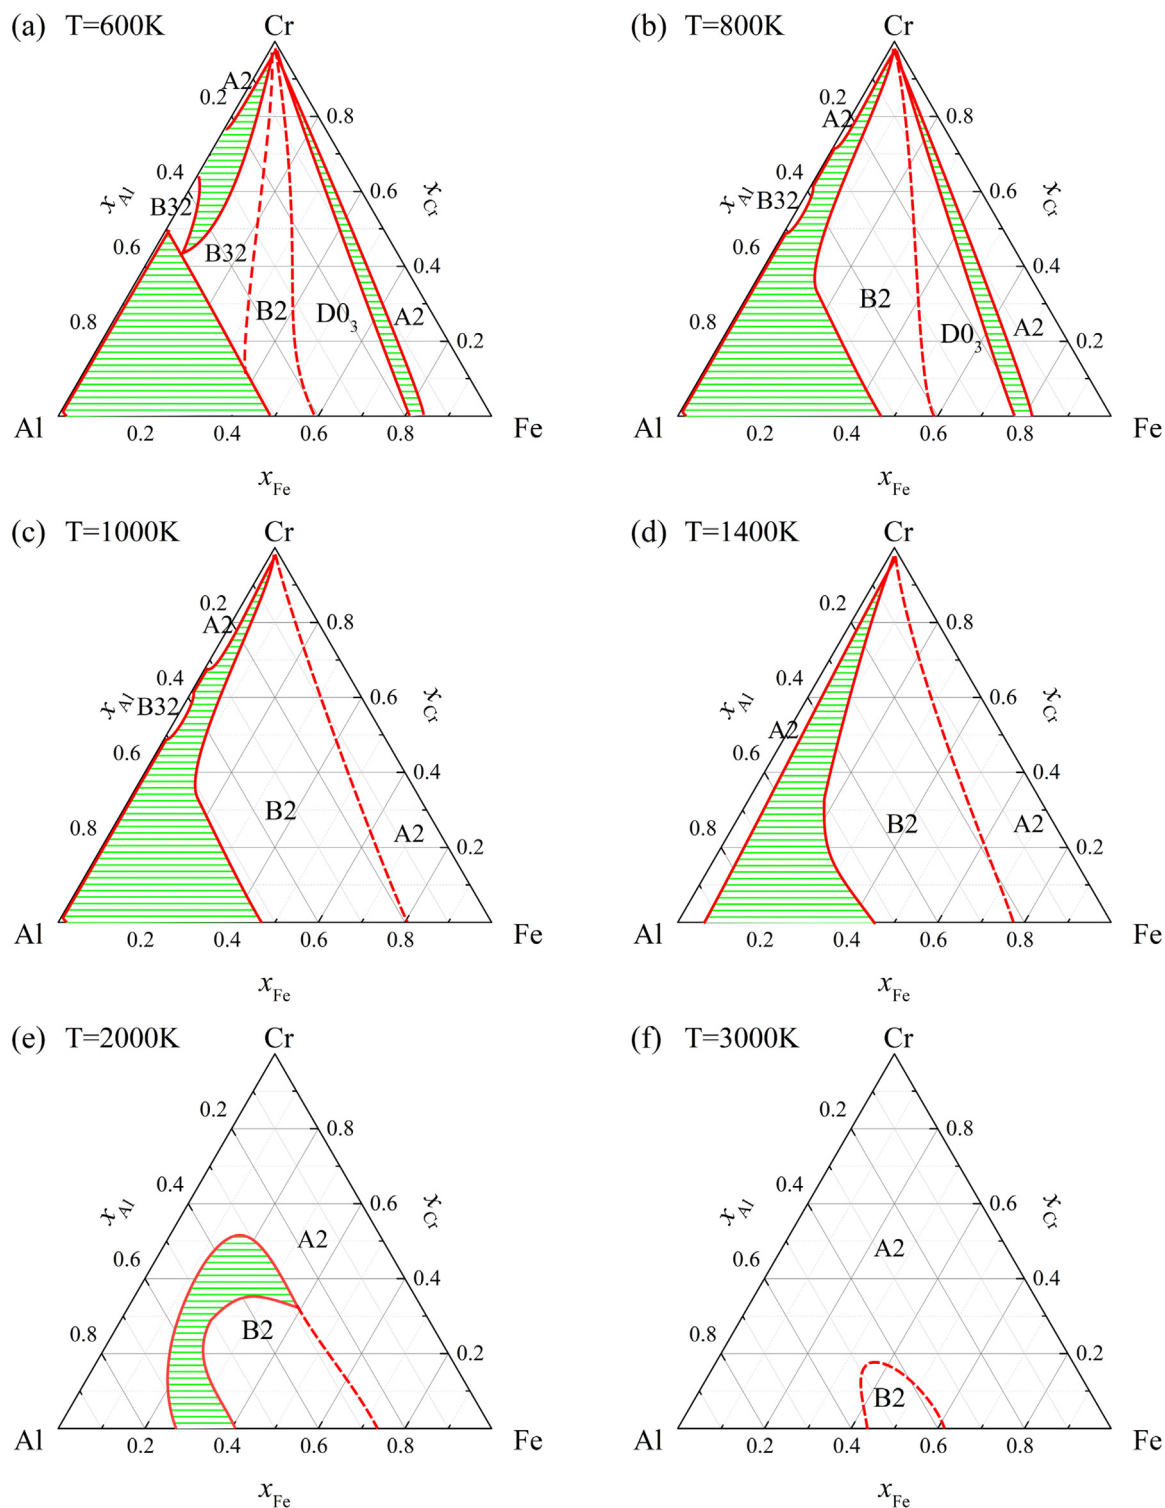 (a) T=600K
Cr
A2
0.2
0.8
0.4
x_Al
B32
0.6
x_Cr
0.6
B32
0.4
B2
D0_3
A2
0.8
0.2
Al
0.2
0.4
0.6
0.8
Fe
x_Fe
(b) T=800K
Cr
0.2
A2
0.8
0.4
x_Al
B32
0.6
x_Cr
0.6
0.4
B2
D0_3
A2
0.8
0.2
Al
0.2
0.4
0.6
0.8
Fe
x_Fe
(c) T=1000K
Cr
0.2
A2
0.8
0.4
x_Al
B32
0.6
x_Cr
0.6
0.4
B2
A2
0.8
0.2
Al
0.2
0.4
0.6
0.8
Fe
x_Fe
(d) T=1400K
Cr
0.2
0.8
0.4
x_Al
0.6
x_Cr
A2
0.6
0.4
B2
A2
0.8
0.2
Al
0.2
0.4
0.6
0.8
Fe
x_Fe
(e) T=2000K
Cr
0.2
0.8
0.4
x_Al
0.6
x_Cr
A2
0.6
0.4
B2
0.8
0.2
Al
0.2
0.4
0.6
0.8
Fe
x_Fe
(f) T=3000K
Cr
0.2
0.8
0.4
x_Al
0.6
x_Cr
A2
0.6
0.4
0.8
0.2
B2
Al
0.2
0.4
0.6
0.8
Fe
x_Fe